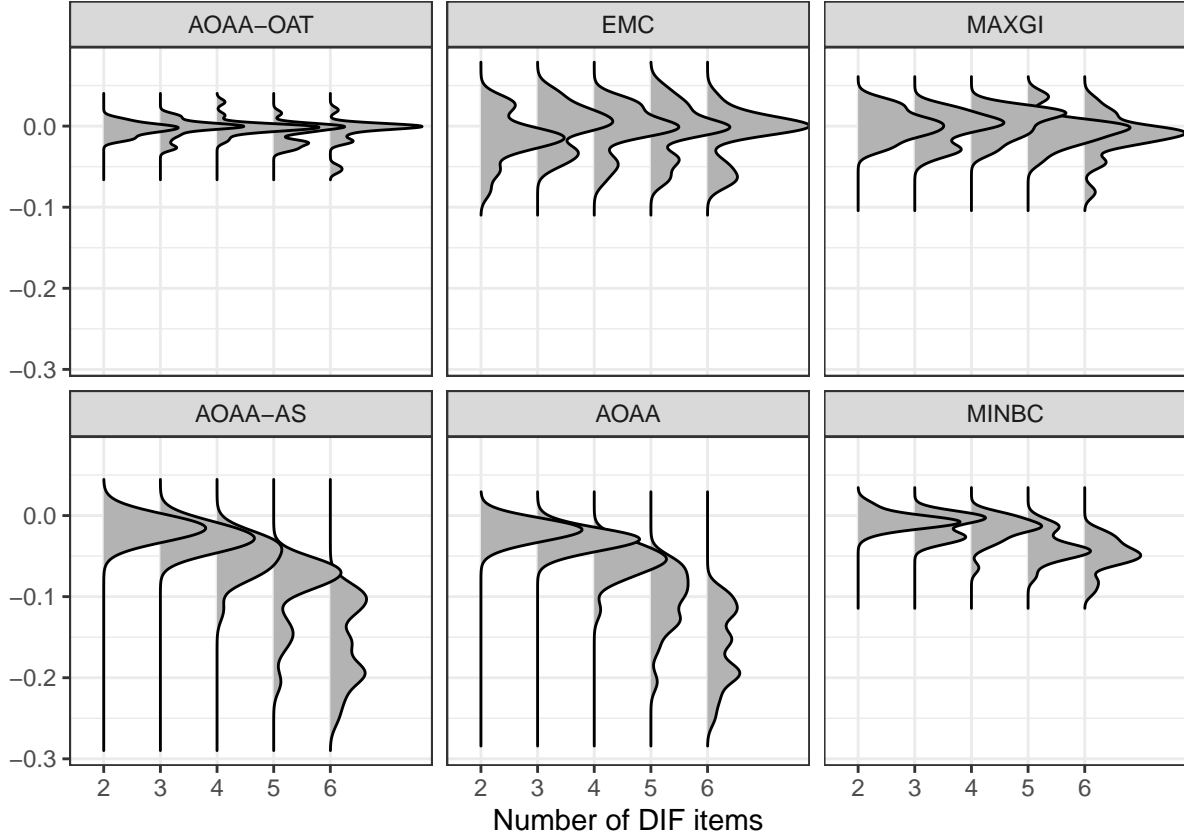 AOAA−OAT EMC MAXGI
0.0
−0.1
−0.2
−0.3
AOAA−AS AOAA MINBC
0.0
−0.1
−0.2
−0.3
2 3 4 5 6 2 3 4 5 6 2 3 4 5 6
Number of DIF items